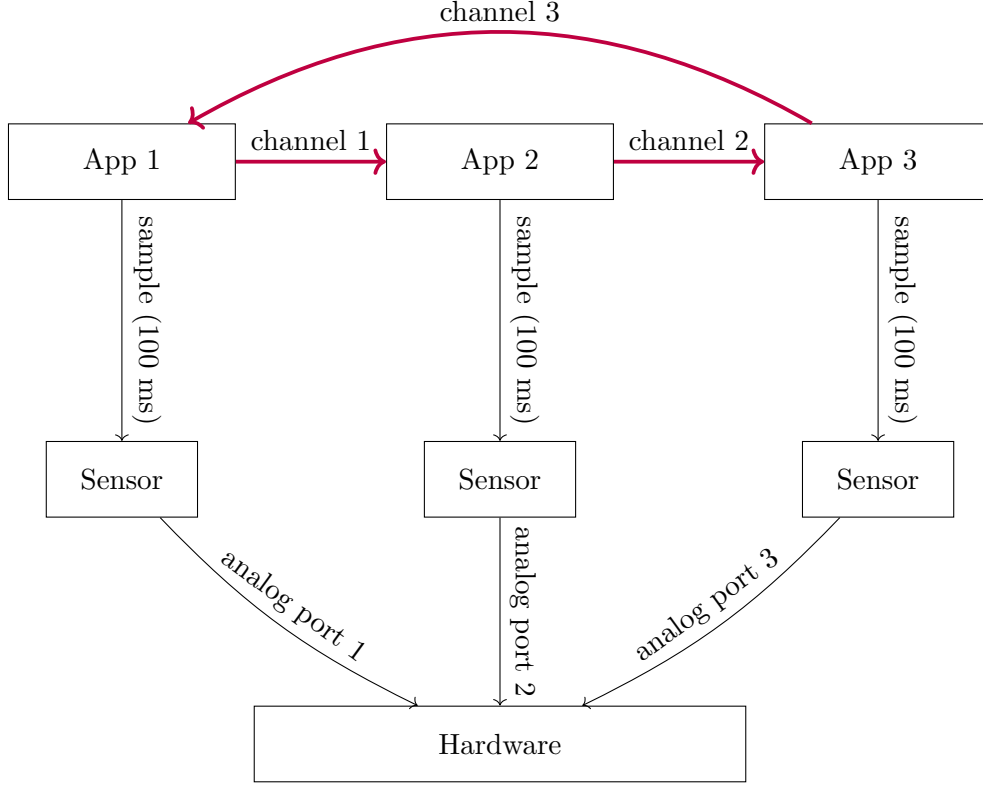 channel 3
channel 1
channel 2
App 1
App 2
App 3
sample (100 ms)
sample (100 ms)
sample (100 ms)
Sensor
Sensor
Sensor
analog port 1
analog port 2
analog port 3
Hardware